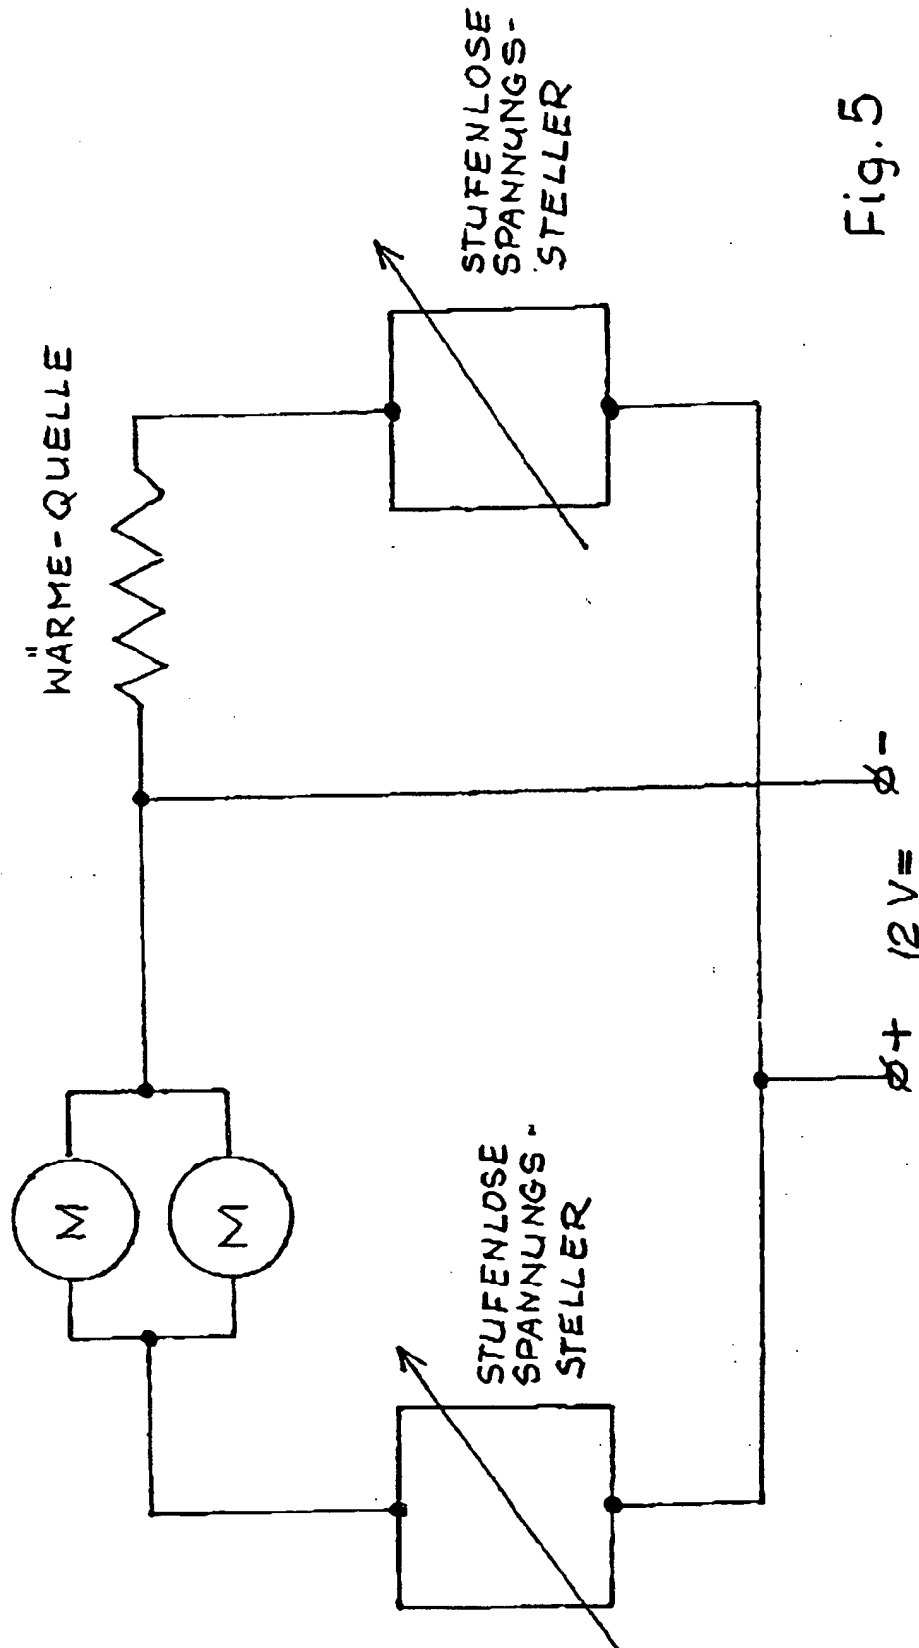 WÄRME-QUELLE
M
M
STUFENLOSE
SPANNUNGS-
STELLER
STUFENLOSE
SPANNUNGS-
STELLER
+ 12 V= -
Fig. 5